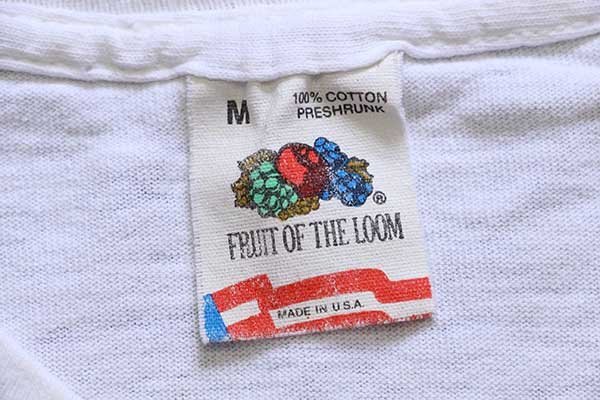 M
100% COTTON
PRESHRUNK
®
FRUIT OF THE LOOM
MADE IN U.S.A.